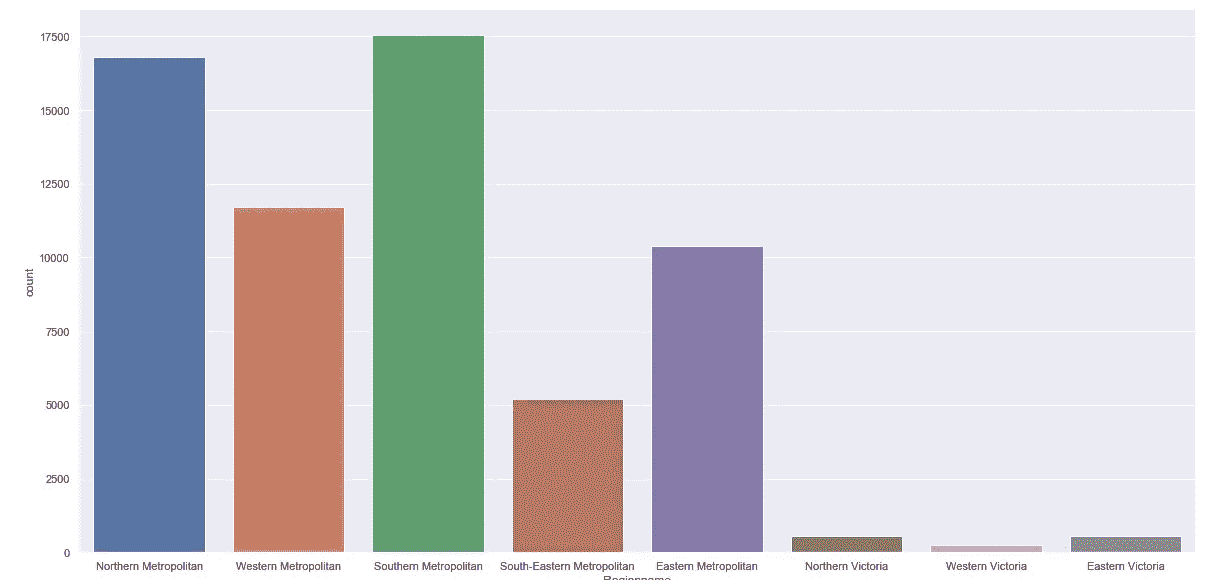 17500
15000
12500
10000
7500
5000
2500
0
count
Northern Metropolitan Western Metropolitan Southern Metropolitan South-Eastern Metropolitan Eastern Metropolitan Northern Victoria Western Victoria Eastern Victoria
Regionname